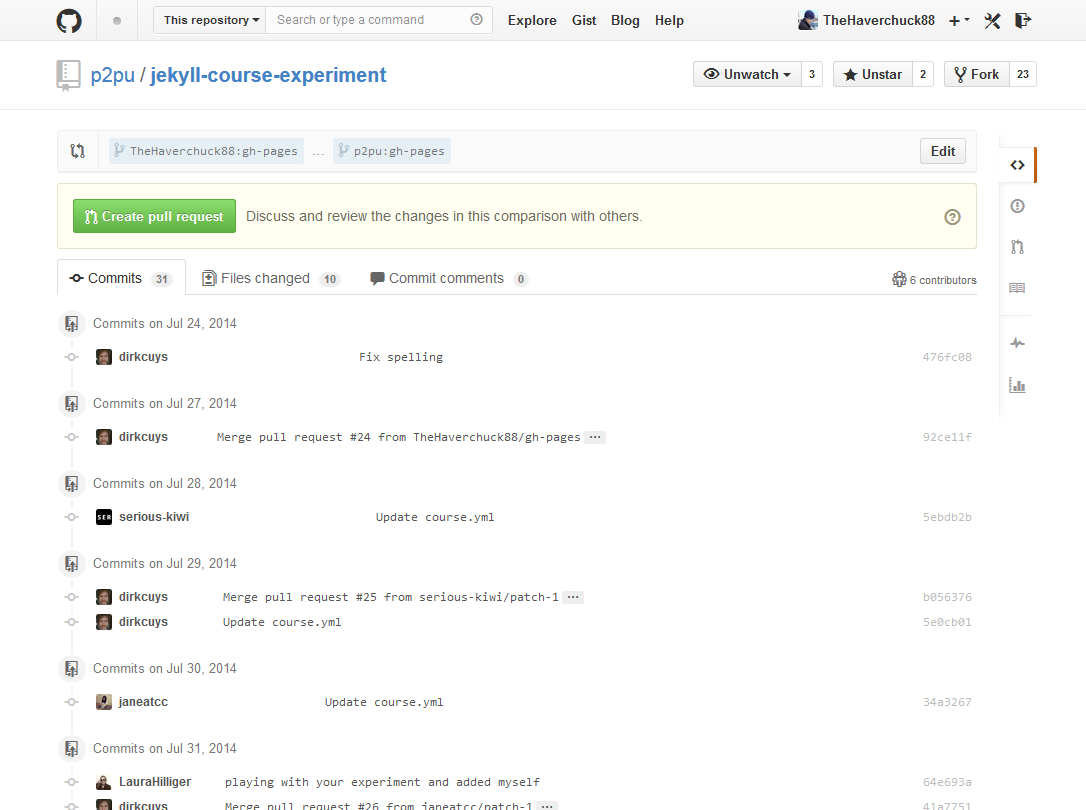 This repository Search or type a command Explore Gist Blog Help TheHaverchuck88
p2pu / jekyll-course-experiment Unwatch 3 Unstar 2 Fork 23
TheHaverchuck88:gh-pages ... p2pu:gh-pages Edit
Create pull request Discuss and review the changes in this comparison with others.
Commits 31 Files changed 10 Commit comments 0 6 contributors
Commits on Jul 24, 2014
dirkcuys Fix spelling 476fc08
Commits on Jul 27, 2014
dirkcuys Merge pull request #24 from TheHaverchuck88/gh-pages ... 92ce11f
Commits on Jul 28, 2014
SER serious-kiwi Update course.yml 5ebdb2b
Commits on Jul 29, 2014
dirkcuys Merge pull request #25 from serious-kiwi/patch-1 ... b056376
dirkcuys Update course.yml 5e0cb01
Commits on Jul 30, 2014
janeatcc Update course.yml 34a3267
Commits on Jul 31, 2014
LauraHilliger playing with your experiment and added myself 64e693a
dirkcuys Merge pull request #26 from janeatcc/patch-1 ... 41a7751